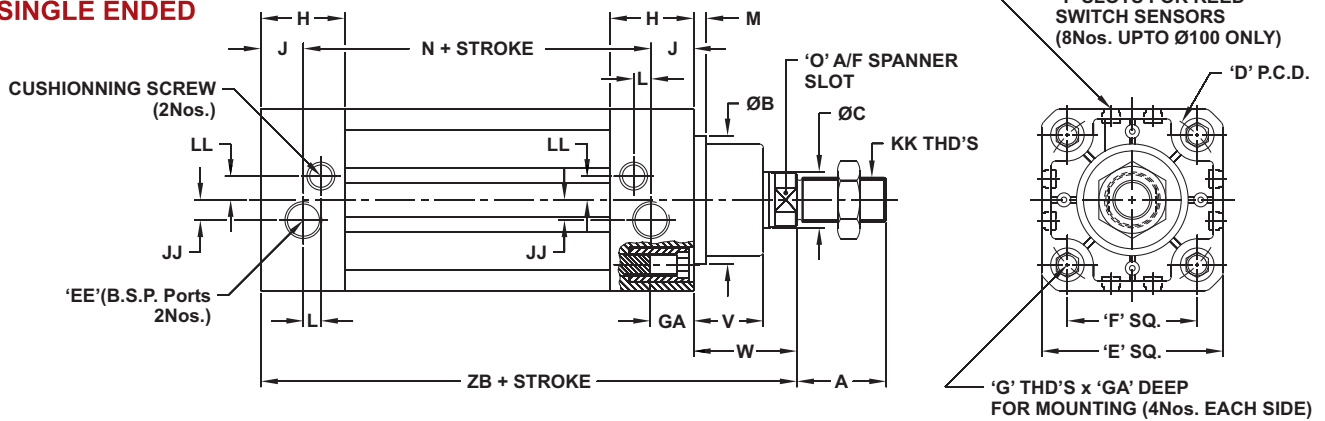 SINGLE ENDED
H
H
M
J
N + STROKE
J
SWITCH SENSORS
(8Nos. UPTO Ø100 ONLY)
L
‘O’ A/F SPANNER
SLOT
‘D’ P.C.D.
CUSHIONNING SCREW
(2Nos.)
ØB
ØC
LL
LL
KK THD'S
JJ
JJ
‘EE’(B.S.P. Ports
2Nos.)
L
GA
V
‘F’ SQ.
W
‘E’ SQ.
ZB + STROKE
A
‘G’ THD'S x ‘GA’ DEEP
FOR MOUNTING (4Nos. EACH SIDE)